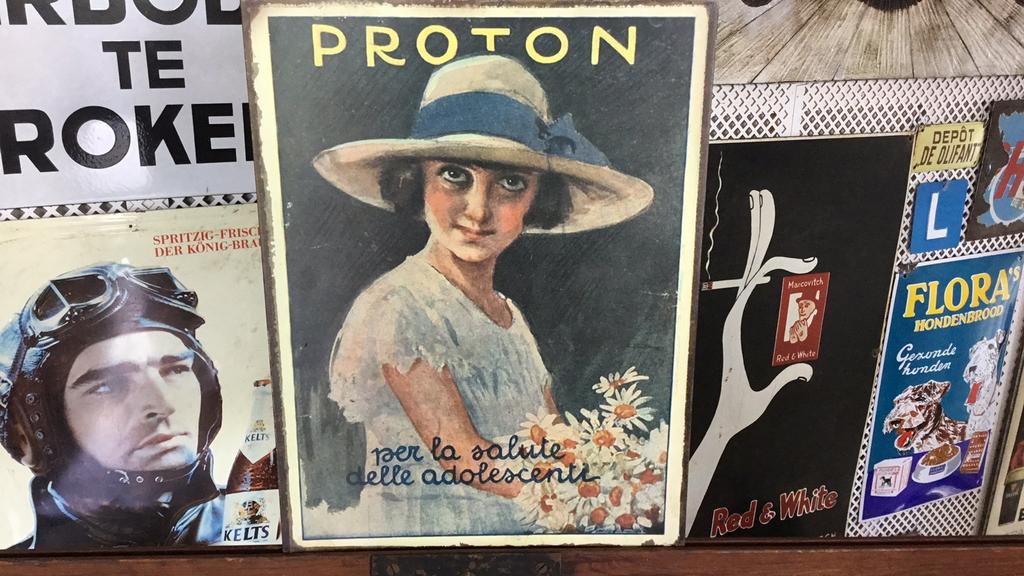 TE
PROTON
per la salute
delle adolescenti
SPRITZIG-FRISCH
DER KÖNIG-BRAU
KELTS
KELTS
Marcovitch
Red & White
Red & White
DEPÔT
DE OLIFANT
L
FLORA'S
HONDENBROOD
Gezonde
honden